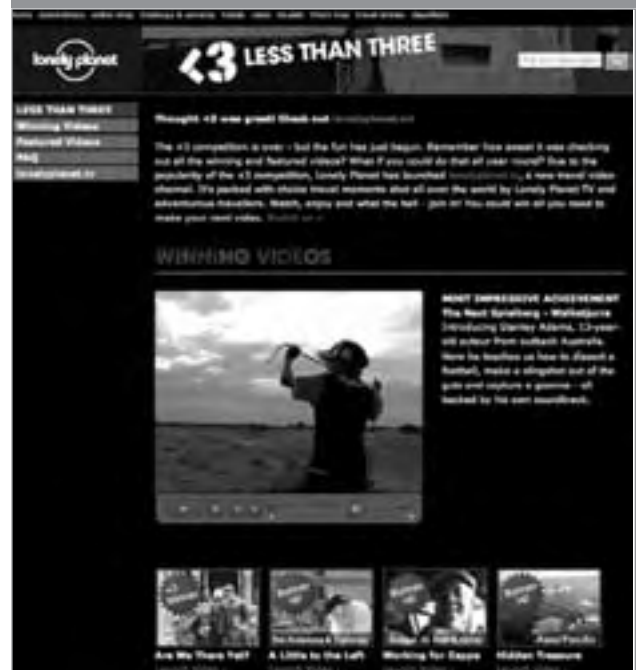 lonely planet
<3 LESS THAN THREE
LESS THAN THREE
Winning Videos
Featured Videos
FAQ
lonelyplanet.tv
Thought <3 was great? Check out lonelyplanet.tv
The <3 competition is over - but the fun has just begun. Remember how sweet it was checking
out all the winning and featured videos? What if you could do that all year round? Due to the
popularity of the <3 competition, Lonely Planet has launched lonelyplanet.tv, a new travel video
channel. It's packed with choice travel moments shot all over the world by Lonely Planet TV and
adventurous travellers. Watch, enjoy and what the hell - join in! You could win all you need to
make your next video.
WINNING VIDEOS
MOST IMPRESSIVE ACHIEVEMENT
The Next Spielberg -
Introducing Stanley Adams, 13-year-
old auteur from outback Australia.
Here he teaches us how to dissect a
football, make a slingshot out of the
guts and capture a goanna - all
backed by his own soundtrack.
Are We There Yet?
A Little to the Left
Working for Zappa
Hidden Treasure